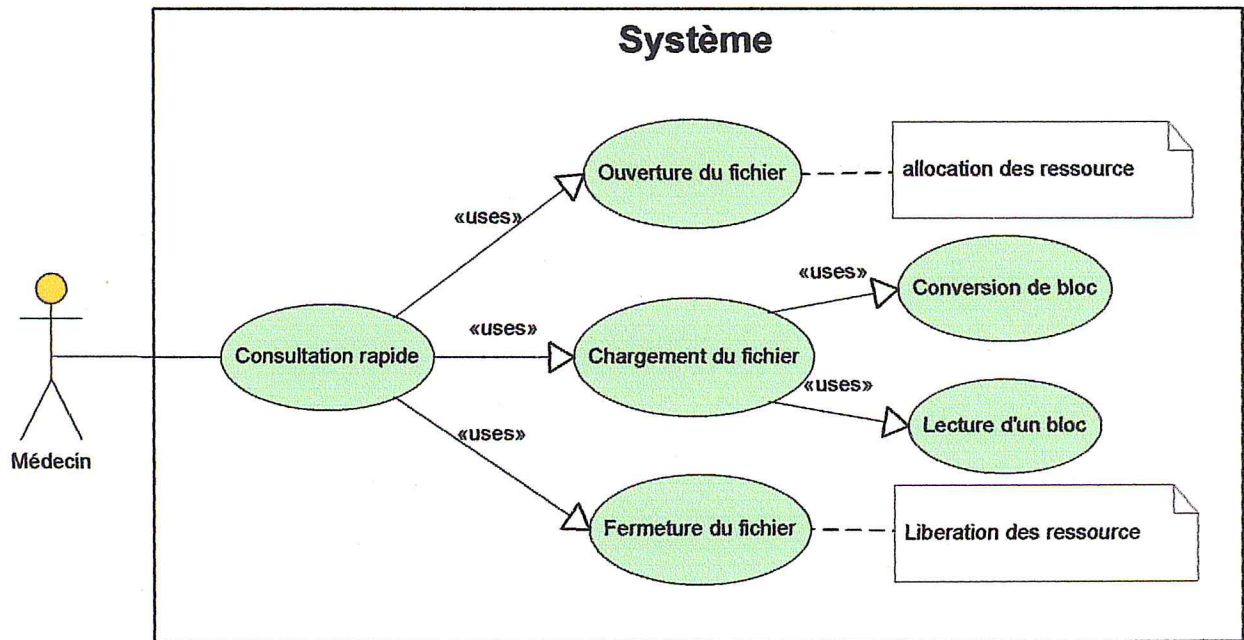 Système
Ouverture du fichier
allocation des ressource
«uses»
«uses»
Conversion de bloc
«uses»
Consultation rapide
Chargement du fichier
«uses»
Lecture d'un bloc
«uses»
Médecin
Fermeture du fichier
Liberation des ressource